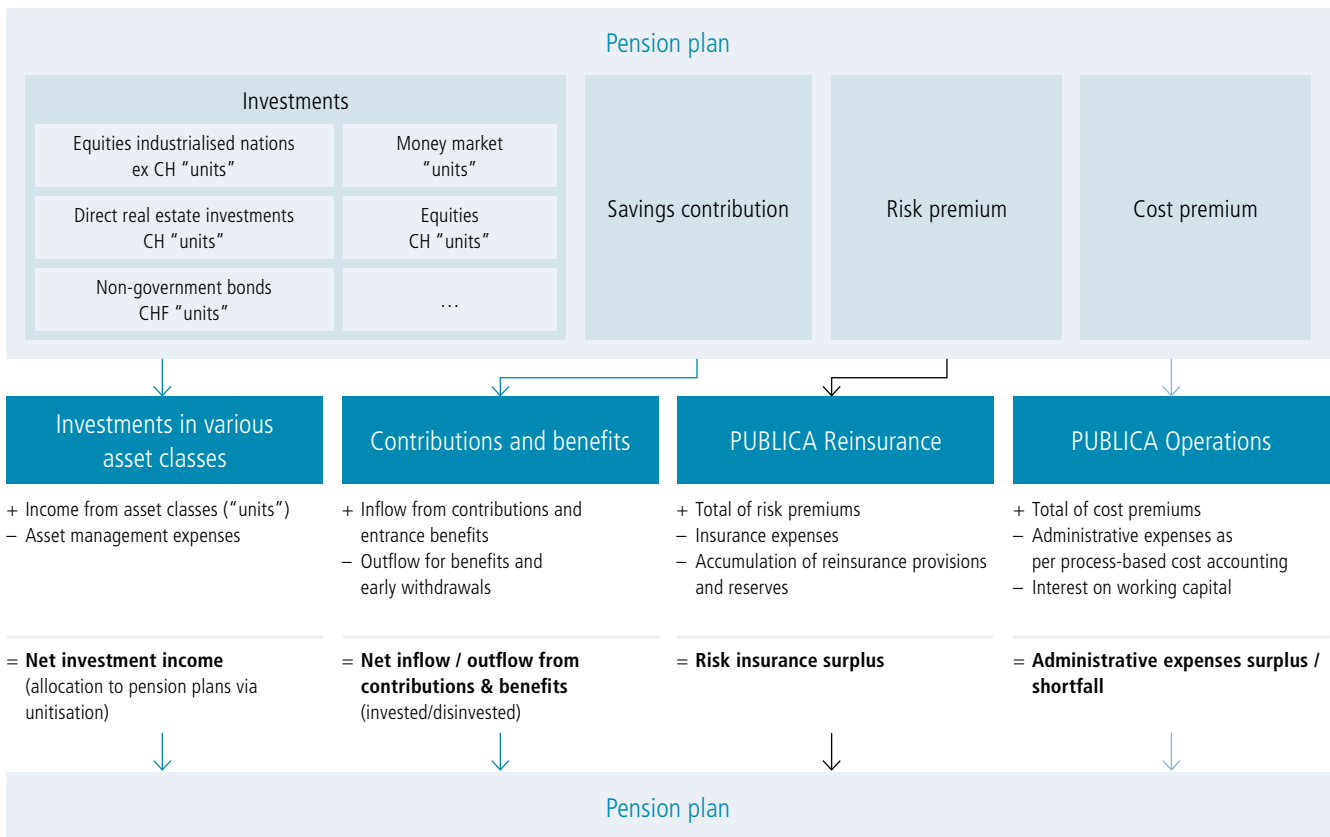 Pension plan
Investments
Equities industrialised nations
ex CH “units”
Money market
“units”
Direct real estate investments
CH “units”
Equities
CH “units”
Non-government bonds
CHF “units”
…
Savings contribution
Risk premium
Cost premium
Investments in various
asset classes
+ Income from asset classes (“units”)
– Asset management expenses
= Net investment income
(allocation to pension plans via
unitisation)
Contributions and benefits
+ Inflow from contributions and
entrance benefits
– Outflow for benefits and
early withdrawals
= Net inflow / outflow from
contributions & benefits
(invested/disinvested)
PUBLICA Reinsurance
+ Total of risk premiums
– Insurance expenses
– Accumulation of reinsurance provisions
and reserves
= Risk insurance surplus
PUBLICA Operations
+ Total of cost premiums
– Administrative expenses as
per process-based cost accounting
– Interest on working capital
= Administrative expenses surplus /
shortfall
Pension plan